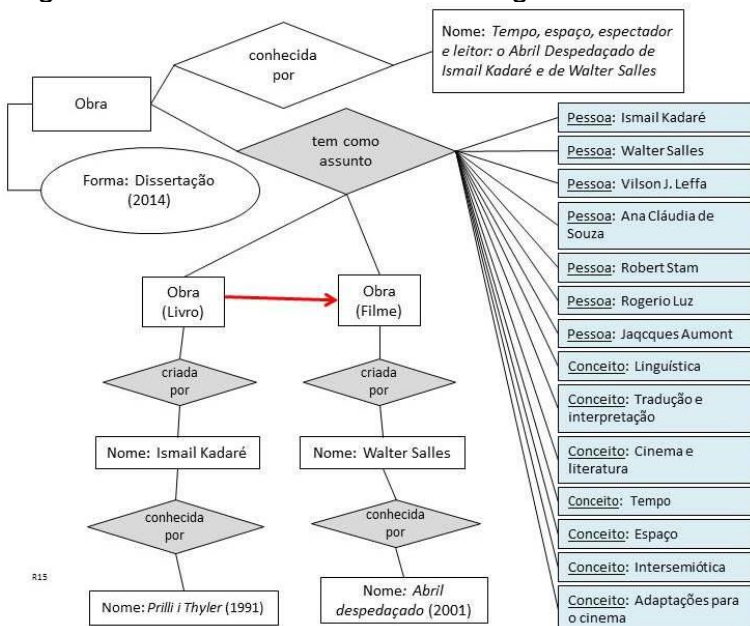 conhecida
por
Nome: Tempo, espaço, espectador
e leitor: o Abril Despedaçado de
Ismail Kadaré e de Walter Salles
Obra
tem como
assunto
Forma: Dissertação
(2014)
Pessoa: Ismail Kadaré
Pessoa: Walter Salles
Pessoa: Vilson J. Leffa
Pessoa: Ana Cláudia de
Souza
Pessoa: Robert Stam
Pessoa: Rogerio Luz
Pessoa: Jaqcques Aumont
Conceito: Linguística
Conceito: Tradução e
interpretação
Conceito: Cinema e
literatura
Conceito: Tempo
Conceito: Espaço
Conceito: Intersemiótica
Conceito: Adaptações para
o cinema
Obra
(Livro)
Obra
(Filme)
criada
por
criada
por
Nome: Ismail Kadaré
Nome: Walter Salles
conhecida
por
conhecida
por
R15
Nome: Prilli i Thyler (1991)
Nome: Abril
despedaçado (2001)